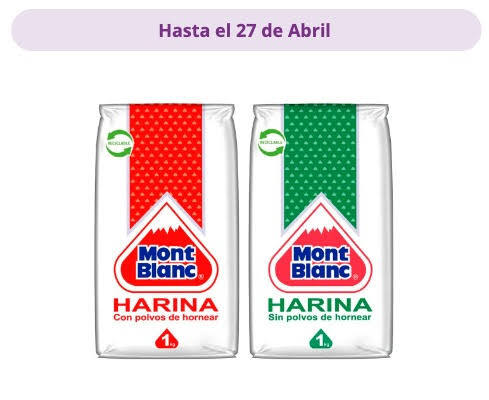 Hasta el 27 de Abril
RECICLABLE
Mont
Blanc®
HARINA
Con polvos de hornear
1kg
RECICLABLE
Mont
Blanc®
HARINA
Sin polvos de hornear
1kg